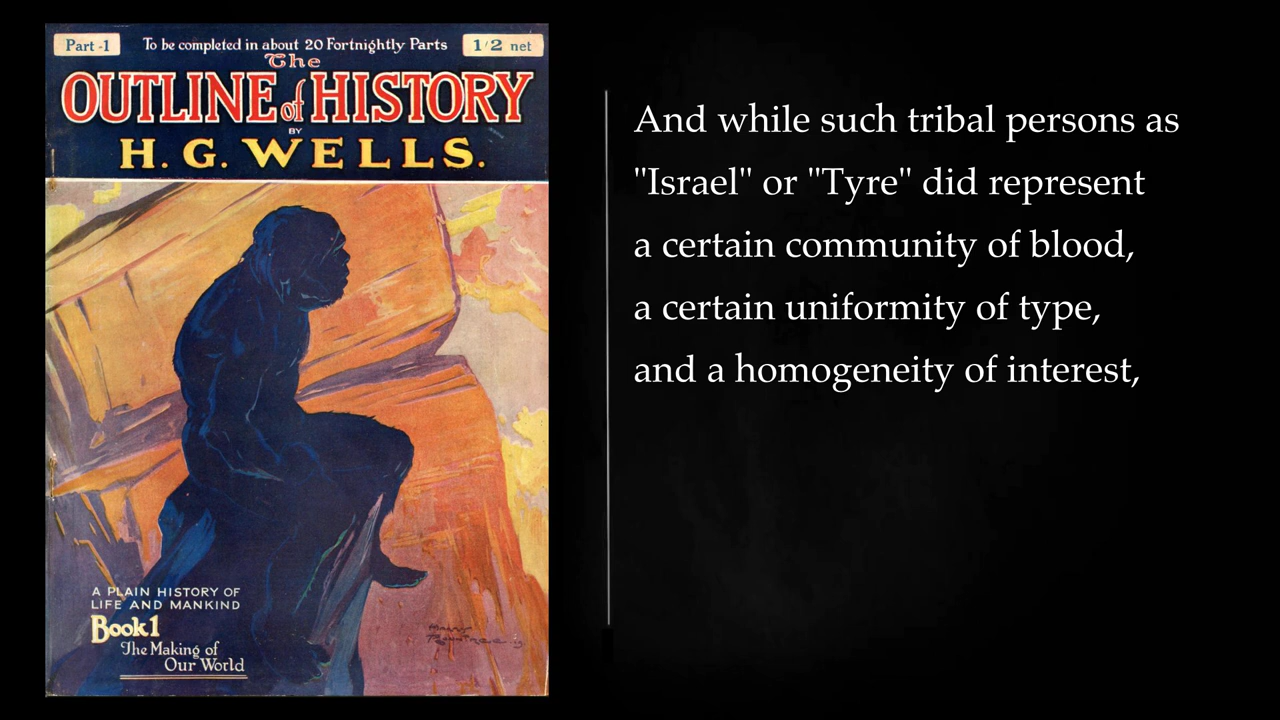 Part -1
To be completed in about 20 Fortnightly Parts
1/2 net
The
OUTLINE of HISTORY
BY
H. G. WELLS.
A PLAIN HISTORY OF
LIFE AND MANKIND
Book 1
The Making of
Our World
And while such tribal persons as
"Israel" or "Tyre" did represent
a certain community of blood,
a certain uniformity of type,
and a homogeneity of interest,